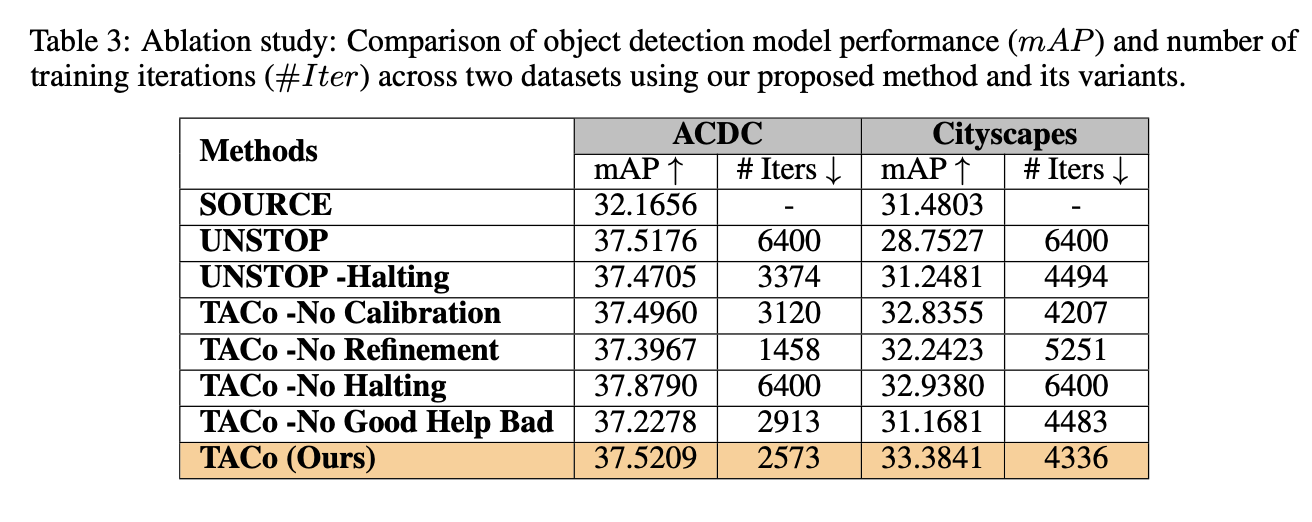 Table 3: Ablation study: Comparison of object detection model performance (mAP) and number of
training iterations (#Iter) across two datasets using our proposed method and its variants.
Methods ACDC Cityscapes
mAP ↑ # Iters ↓ mAP ↑ # Iters ↓
SOURCE 32.1656 - 31.4803 -
UNSTOP 37.5176 6400 28.7527 6400
UNSTOP -Halting 37.4705 3374 31.2481 4494
TACo -No Calibration 37.4960 3120 32.8355 4207
TACo -No Refinement 37.3967 1458 32.2423 5251
TACo -No Halting 37.8790 6400 32.9380 6400
TACo -No Good Help Bad 37.2278 2913 31.1681 4483
TACo (Ours) 37.5209 2573 33.3841 4336